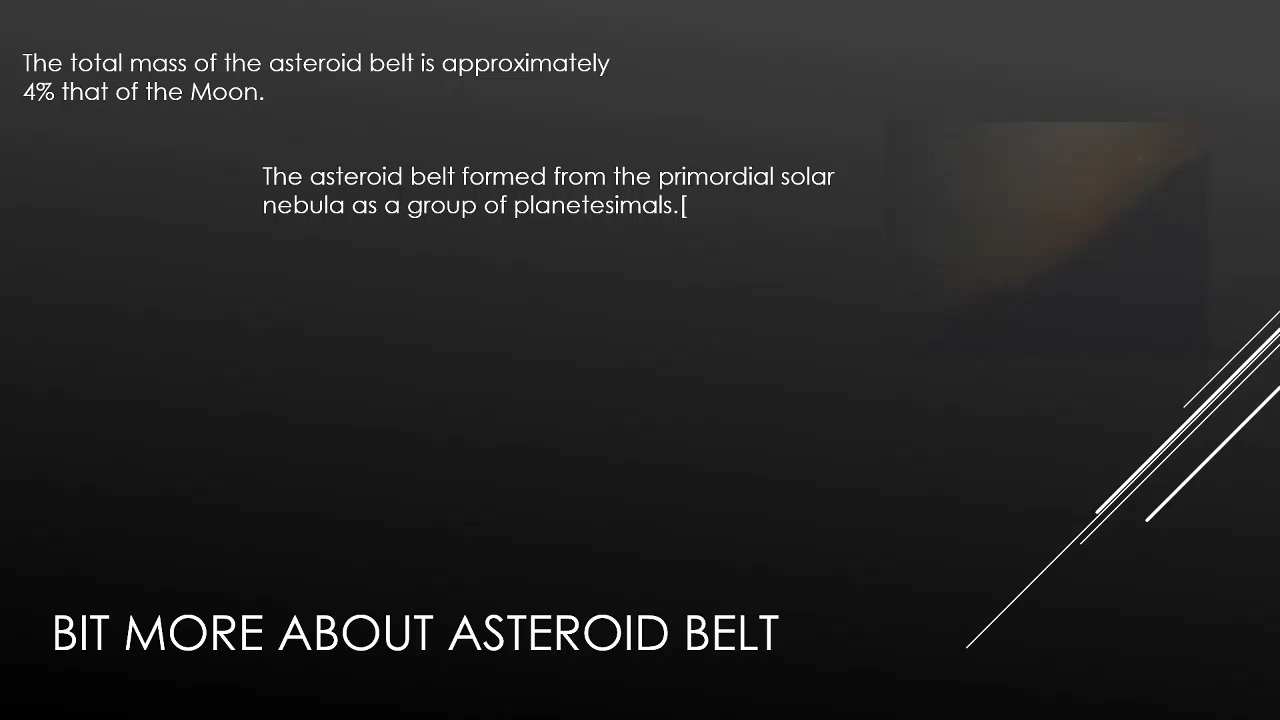 The total mass of the asteroid belt is approximately
4% that of the Moon.
The asteroid belt formed from the primordial solar
nebula as a group of planetesimals.[
BIT MORE ABOUT ASTEROID BELT